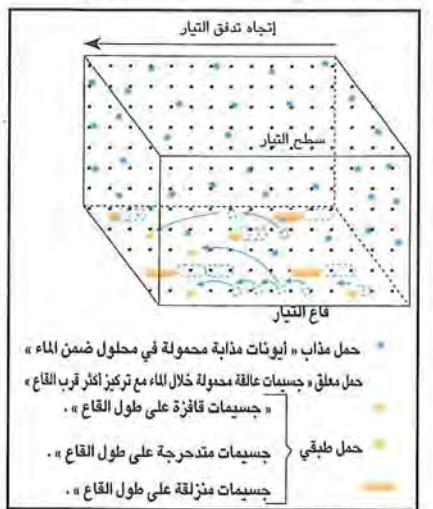 إتجاه تدفق التيار
سطح التيار
قاع التيار
حمل مذاب « أيونات مذابة محمولة في محلول ضمن الماء »
حمل معلق « جسيمات عالقة محمولة خلال الماء مع تركيز أكثر قرب القاع »
« جسيمات قافزة على طول القاع » .
حمل طبقي { جسيمات متدحرجة على طول القاع » .
جسيمات منزلقة على طول القاع » .